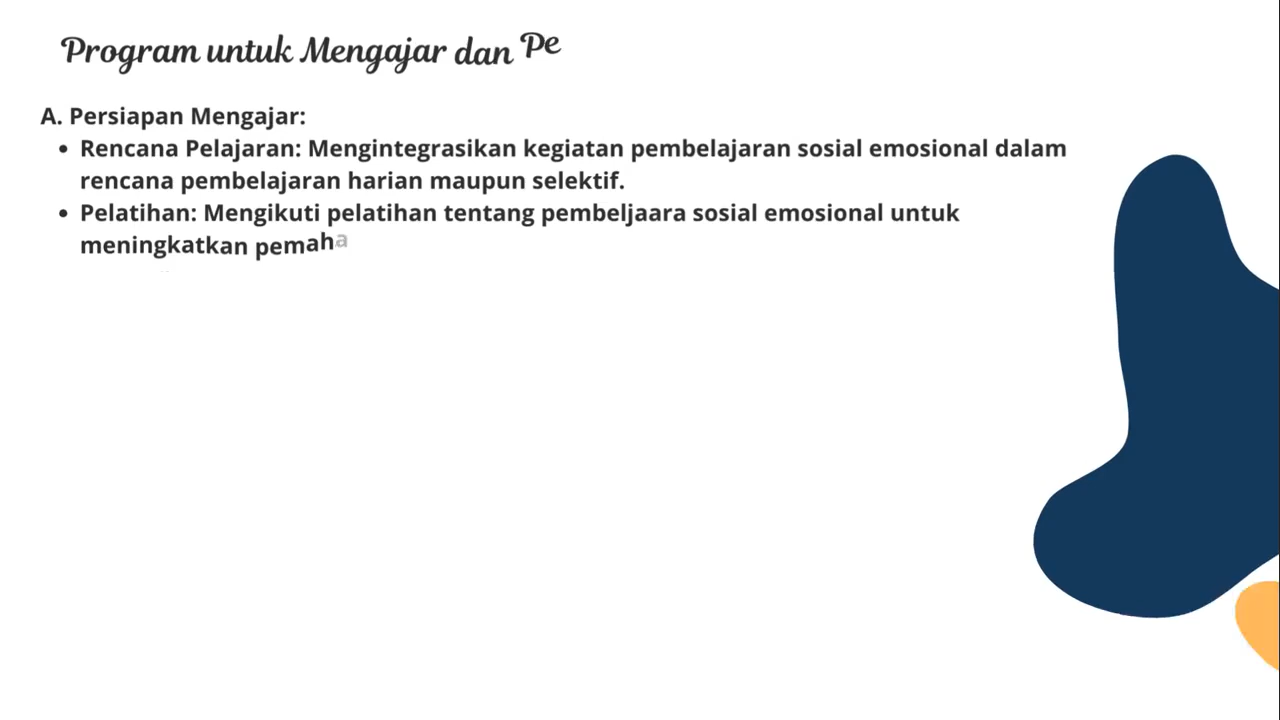 Program untuk Mengajar dan Pe
A. Persiapan Mengajar:
• Rencana Pelajaran: Mengintegrasikan kegiatan pembelajaran sosial emosional dalam
rencana pembelajaran harian maupun selektif.
• Pelatihan: Mengikuti pelatihan tentang pembeljaara sosial emosional untuk
meningkatkan pemaha